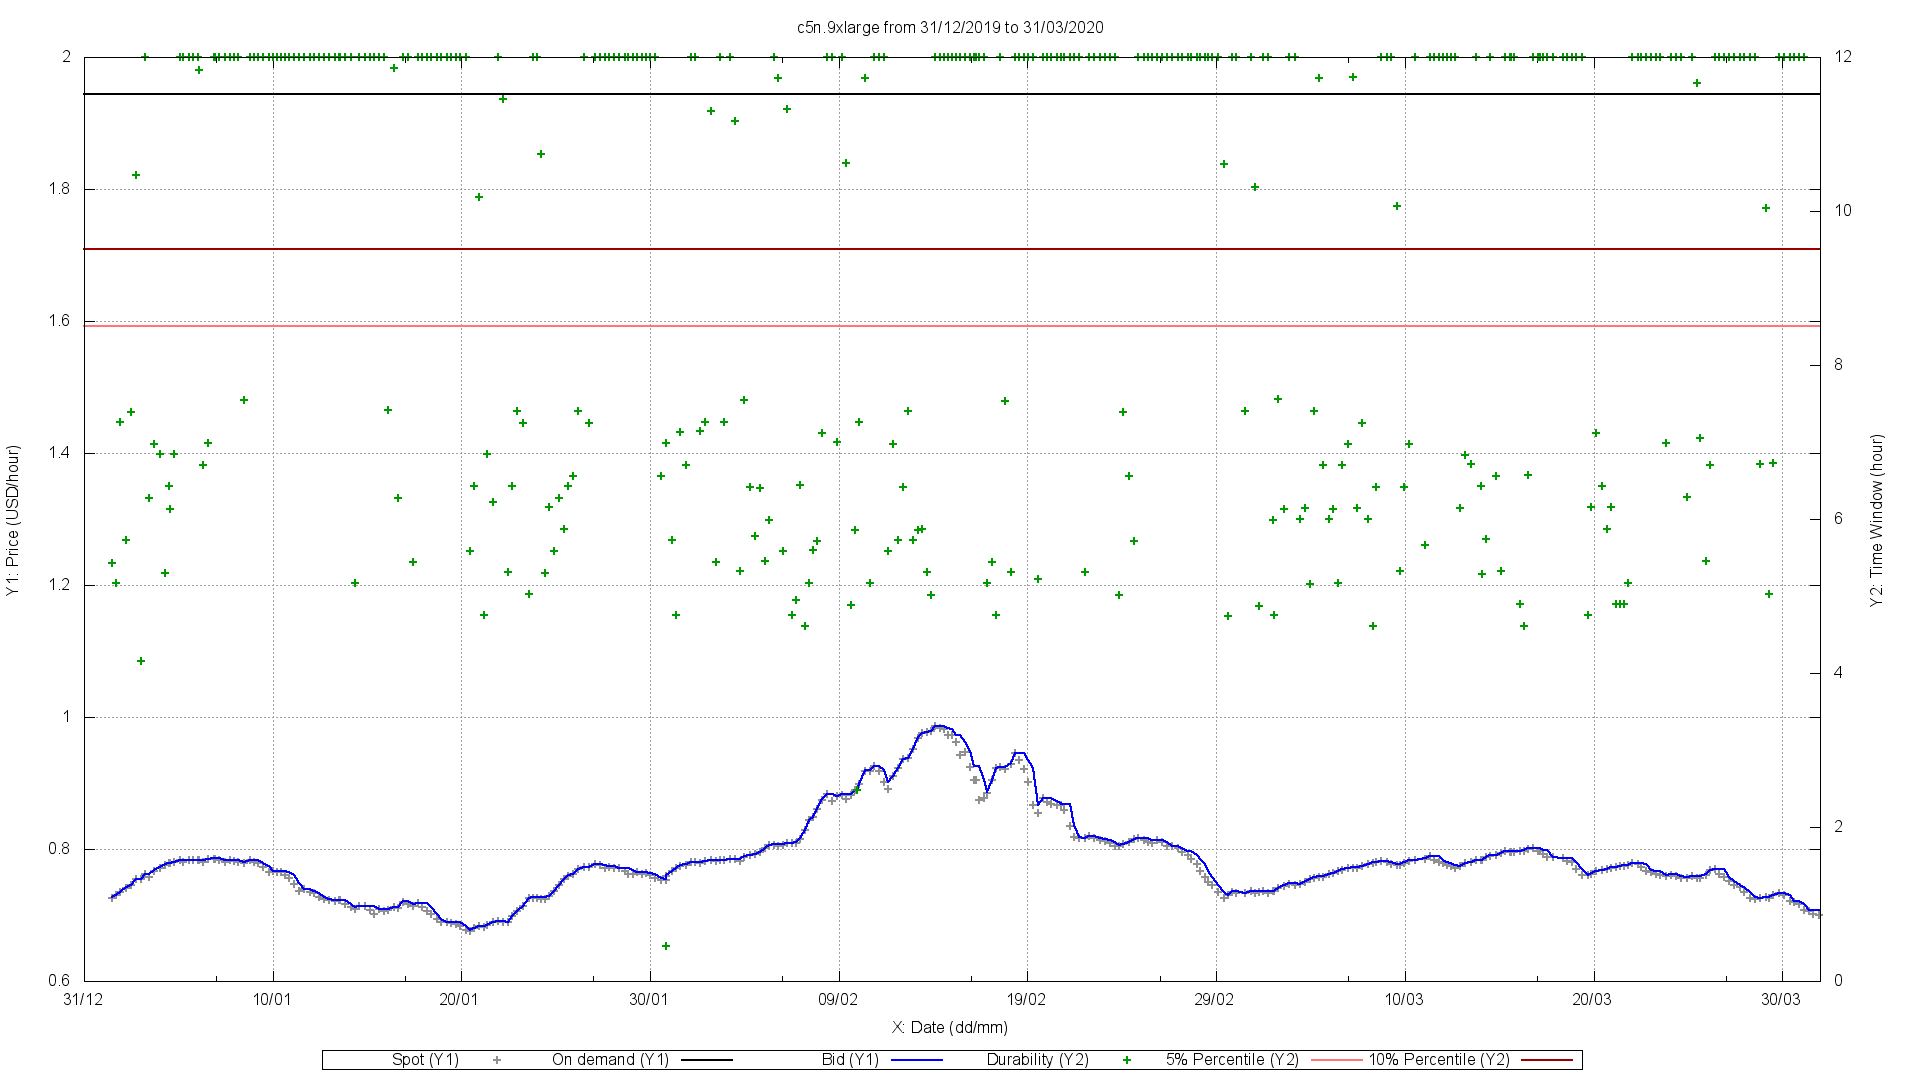 c5n.9xlarge from 31/12/2019 to 31/03/2020
2
1.8
1.6
1.4
1.2
1
0.8
0.6
12
10
8
6
4
2
0
Y1: Price (USD/hour)
Y2: Time Window (hour)
31/12 10/01 20/01 30/01 09/02 19/02 29/02 10/03 20/03 30/03
X: Date (dd/mm)
Spot (Y1) On demand (Y1) Bid (Y1) Durability (Y2) 5% Percentile (Y2) 10% Percentile (Y2)